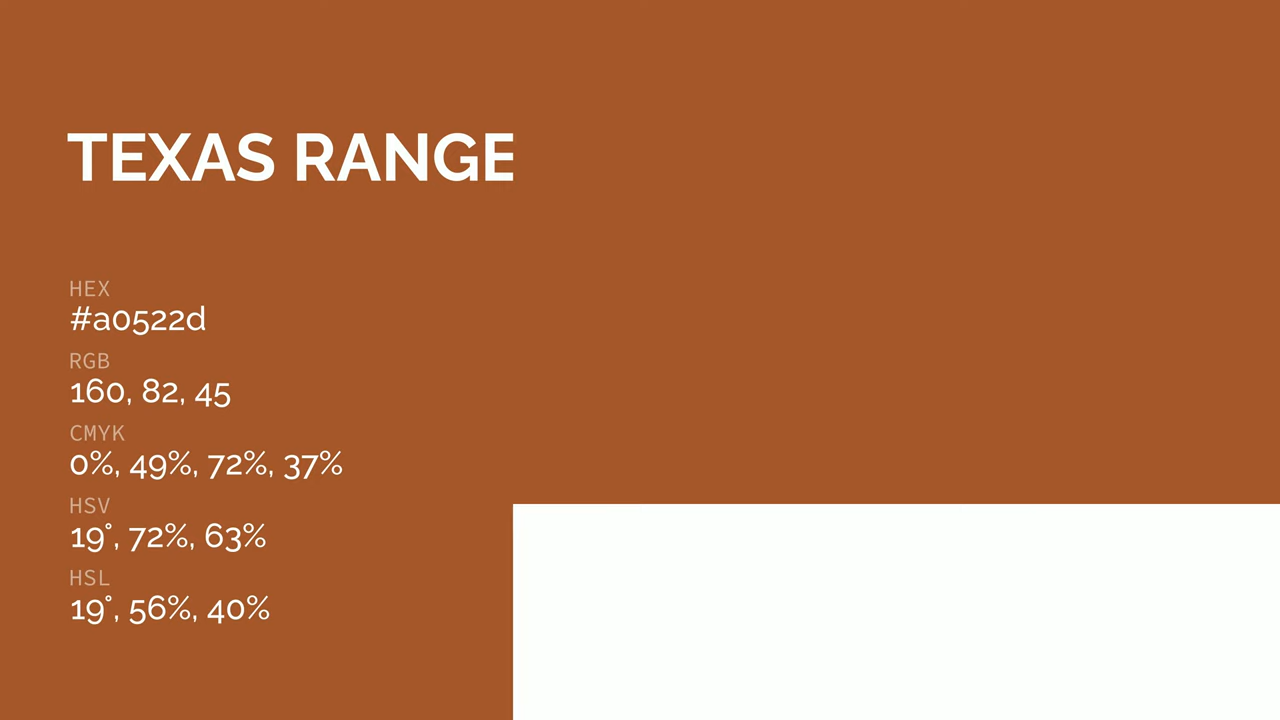 TEXAS RANGE
HEX
#a0522d
RGB
160, 82, 45
CMYK
0%, 49%, 72%, 37%
HSV
19°, 72%, 63%
HSL
19°, 56%, 40%